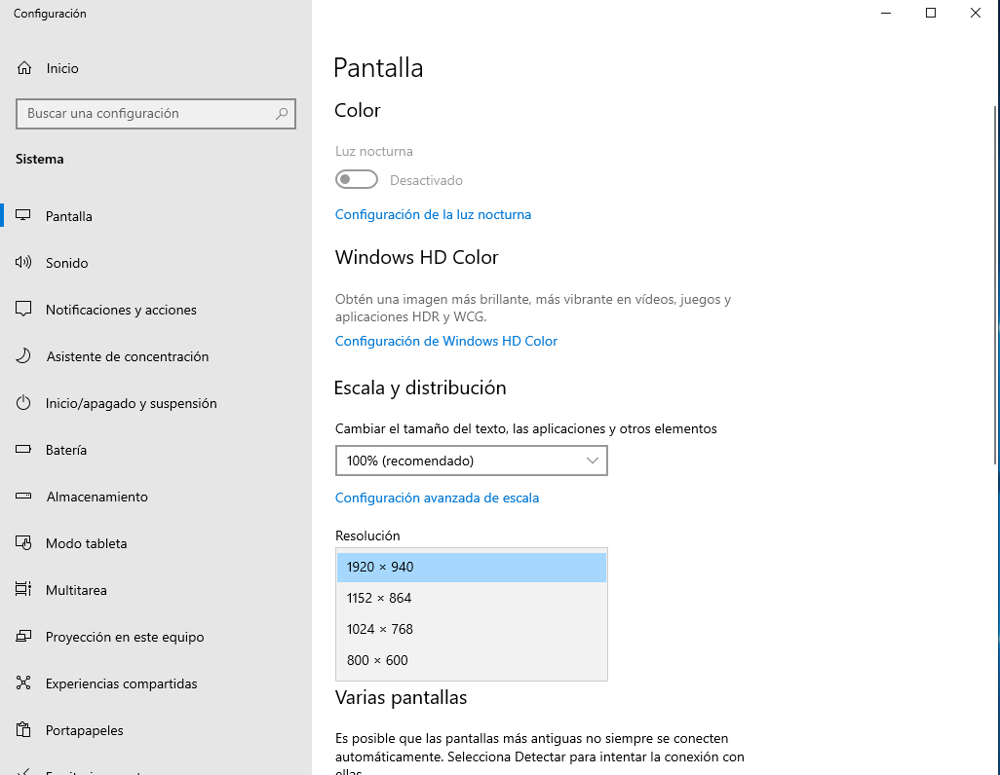 Configuración
Inicio
Buscar una configuración
Sistema
Pantalla
Sonido
Notificaciones y acciones
Asistente de concentración
Inicio/apagado y suspensión
Batería
Almacenamiento
Modo tableta
Multitarea
Proyección en este equipo
Experiencias compartidas
Portapapeles
Pantalla
Color
Luz nocturna
Desactivado
Configuración de la luz nocturna
Windows HD Color
Obtén una imagen más brillante, más vibrante en vídeos, juegos y
aplicaciones HDR y WCG.
Configuración de Windows HD Color
Escala y distribución
Cambiar el tamaño del texto, las aplicaciones y otros elementos
100% (recomendado)
Configuración avanzada de escala
Resolución
1920 × 940
1152 × 864
1024 × 768
800 × 600
Varias pantallas
Es posible que las pantallas más antiguas no siempre se conecten
automáticamente. Selecciona Detectar para intentar la conexión con
ellas.